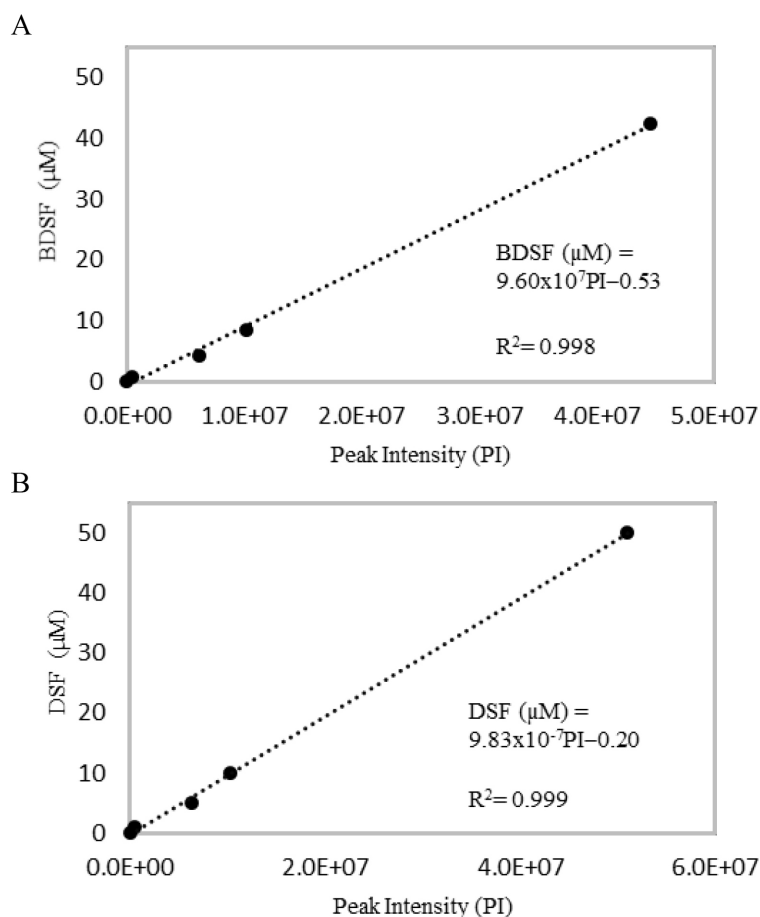 A
50
40
30
20
10
0
BDSF (μM)
BDSF (μM) =
9.60x10⁷PI–0.53
R²= 0.998
0.0E+00 1.0E+07 2.0E+07 3.0E+07 4.0E+07 5.0E+07
Peak Intensity (PI)
B
50
40
30
20
10
0
DSF (μM)
DSF (μM) =
9.83x10⁻⁷PI–0.20
R²= 0.999
0.0E+00 2.0E+07 4.0E+07 6.0E+07
Peak Intensity (PI)